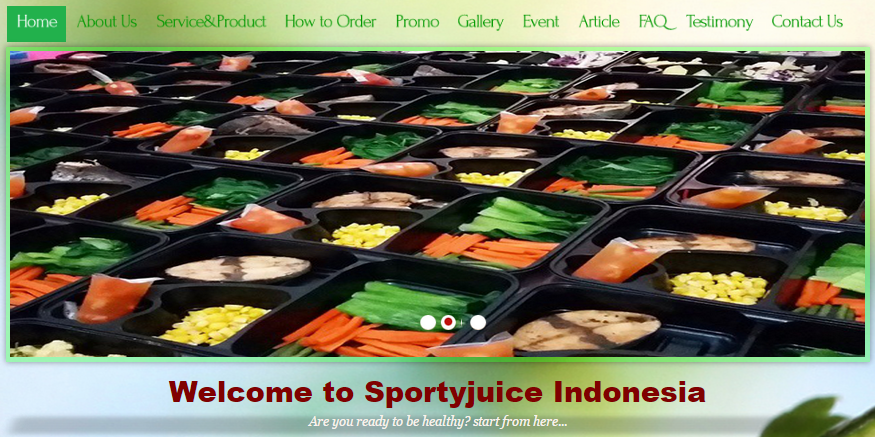 Home About Us Service&Product How to Order Promo Gallery Event Article FAQ Testimony Contact Us
Welcome to Sportyjuice Indonesia
Are you ready to be healthy? start from here...